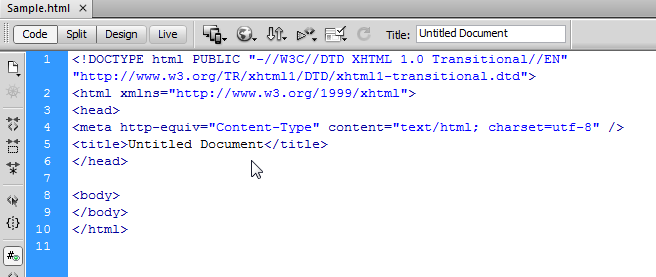 Sample.html ×
Code Split Design Live Title: Untitled Document
1 <!DOCTYPE html PUBLIC "-//W3C//DTD XHTML 1.0 Transitional//EN"
"http://www.w3.org/TR/xhtml1/DTD/xhtml1-transitional.dtd">
2 <html xmlns="http://www.w3.org/1999/xhtml">
3 <head>
4 <meta http-equiv="Content-Type" content="text/html; charset=utf-8" />
5 <title>Untitled Document</title>
6 </head>
7
8 <body>
9 </body>
10 </html>
11